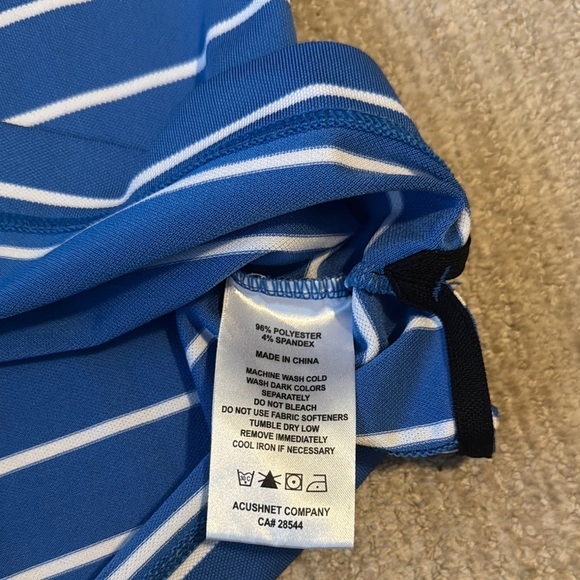 96% POLYESTER
4% SPANDEX
MADE IN CHINA
MACHINE WASH COLD
WASH DARK COLORS
SEPARATELY
DO NOT BLEACH
DO NOT USE FABRIC SOFTENERS
TUMBLE DRY LOW
REMOVE IMMEDIATELY
COOL IRON IF NECESSARY
ACUSHNET COMPANY
CA# 28544